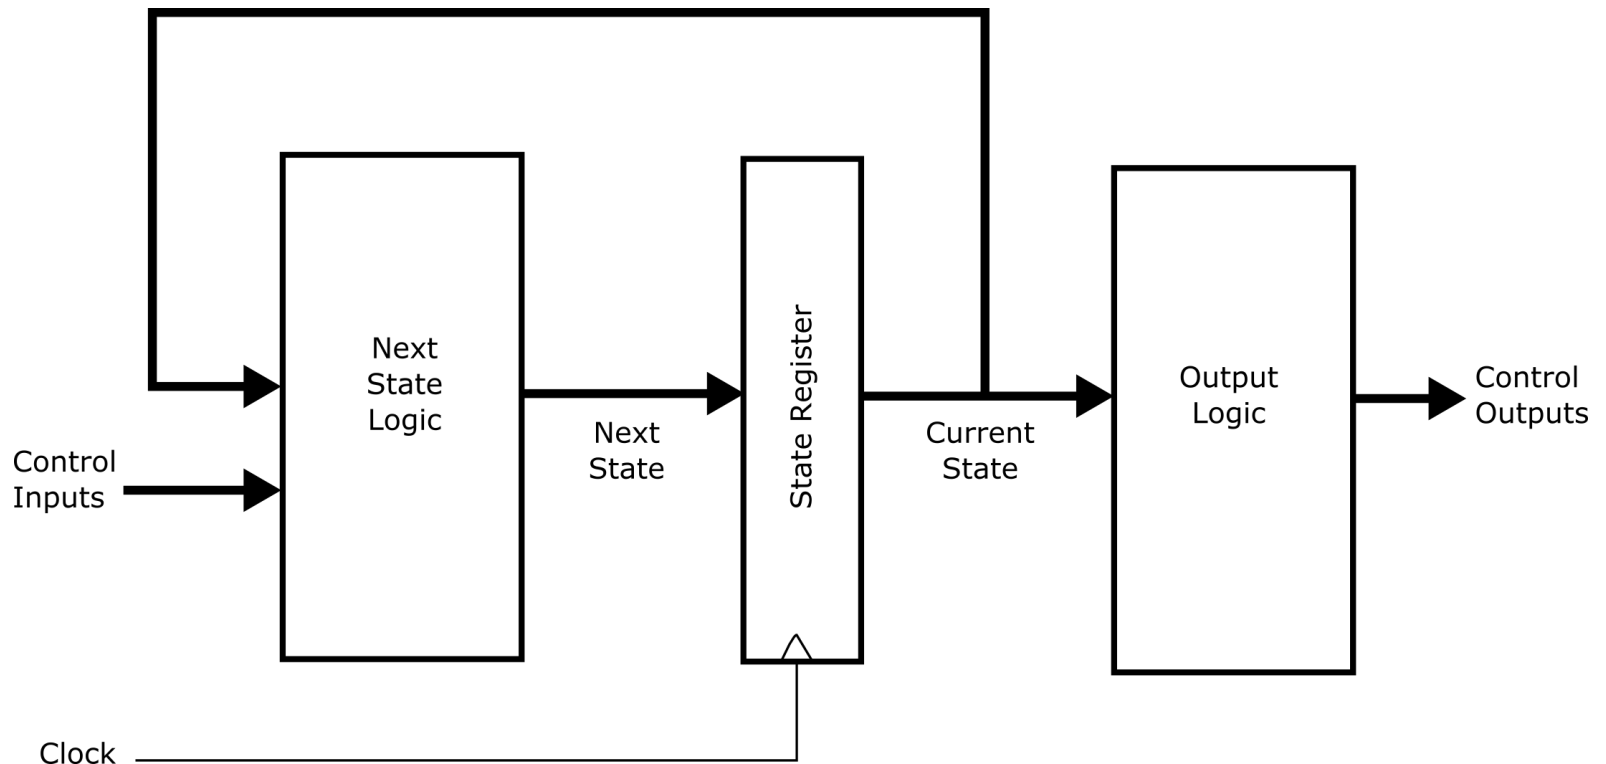 Next
State
Logic
Control
Inputs
Next
State
State Register
Current
State
Output
Logic
Control
Outputs
Clock